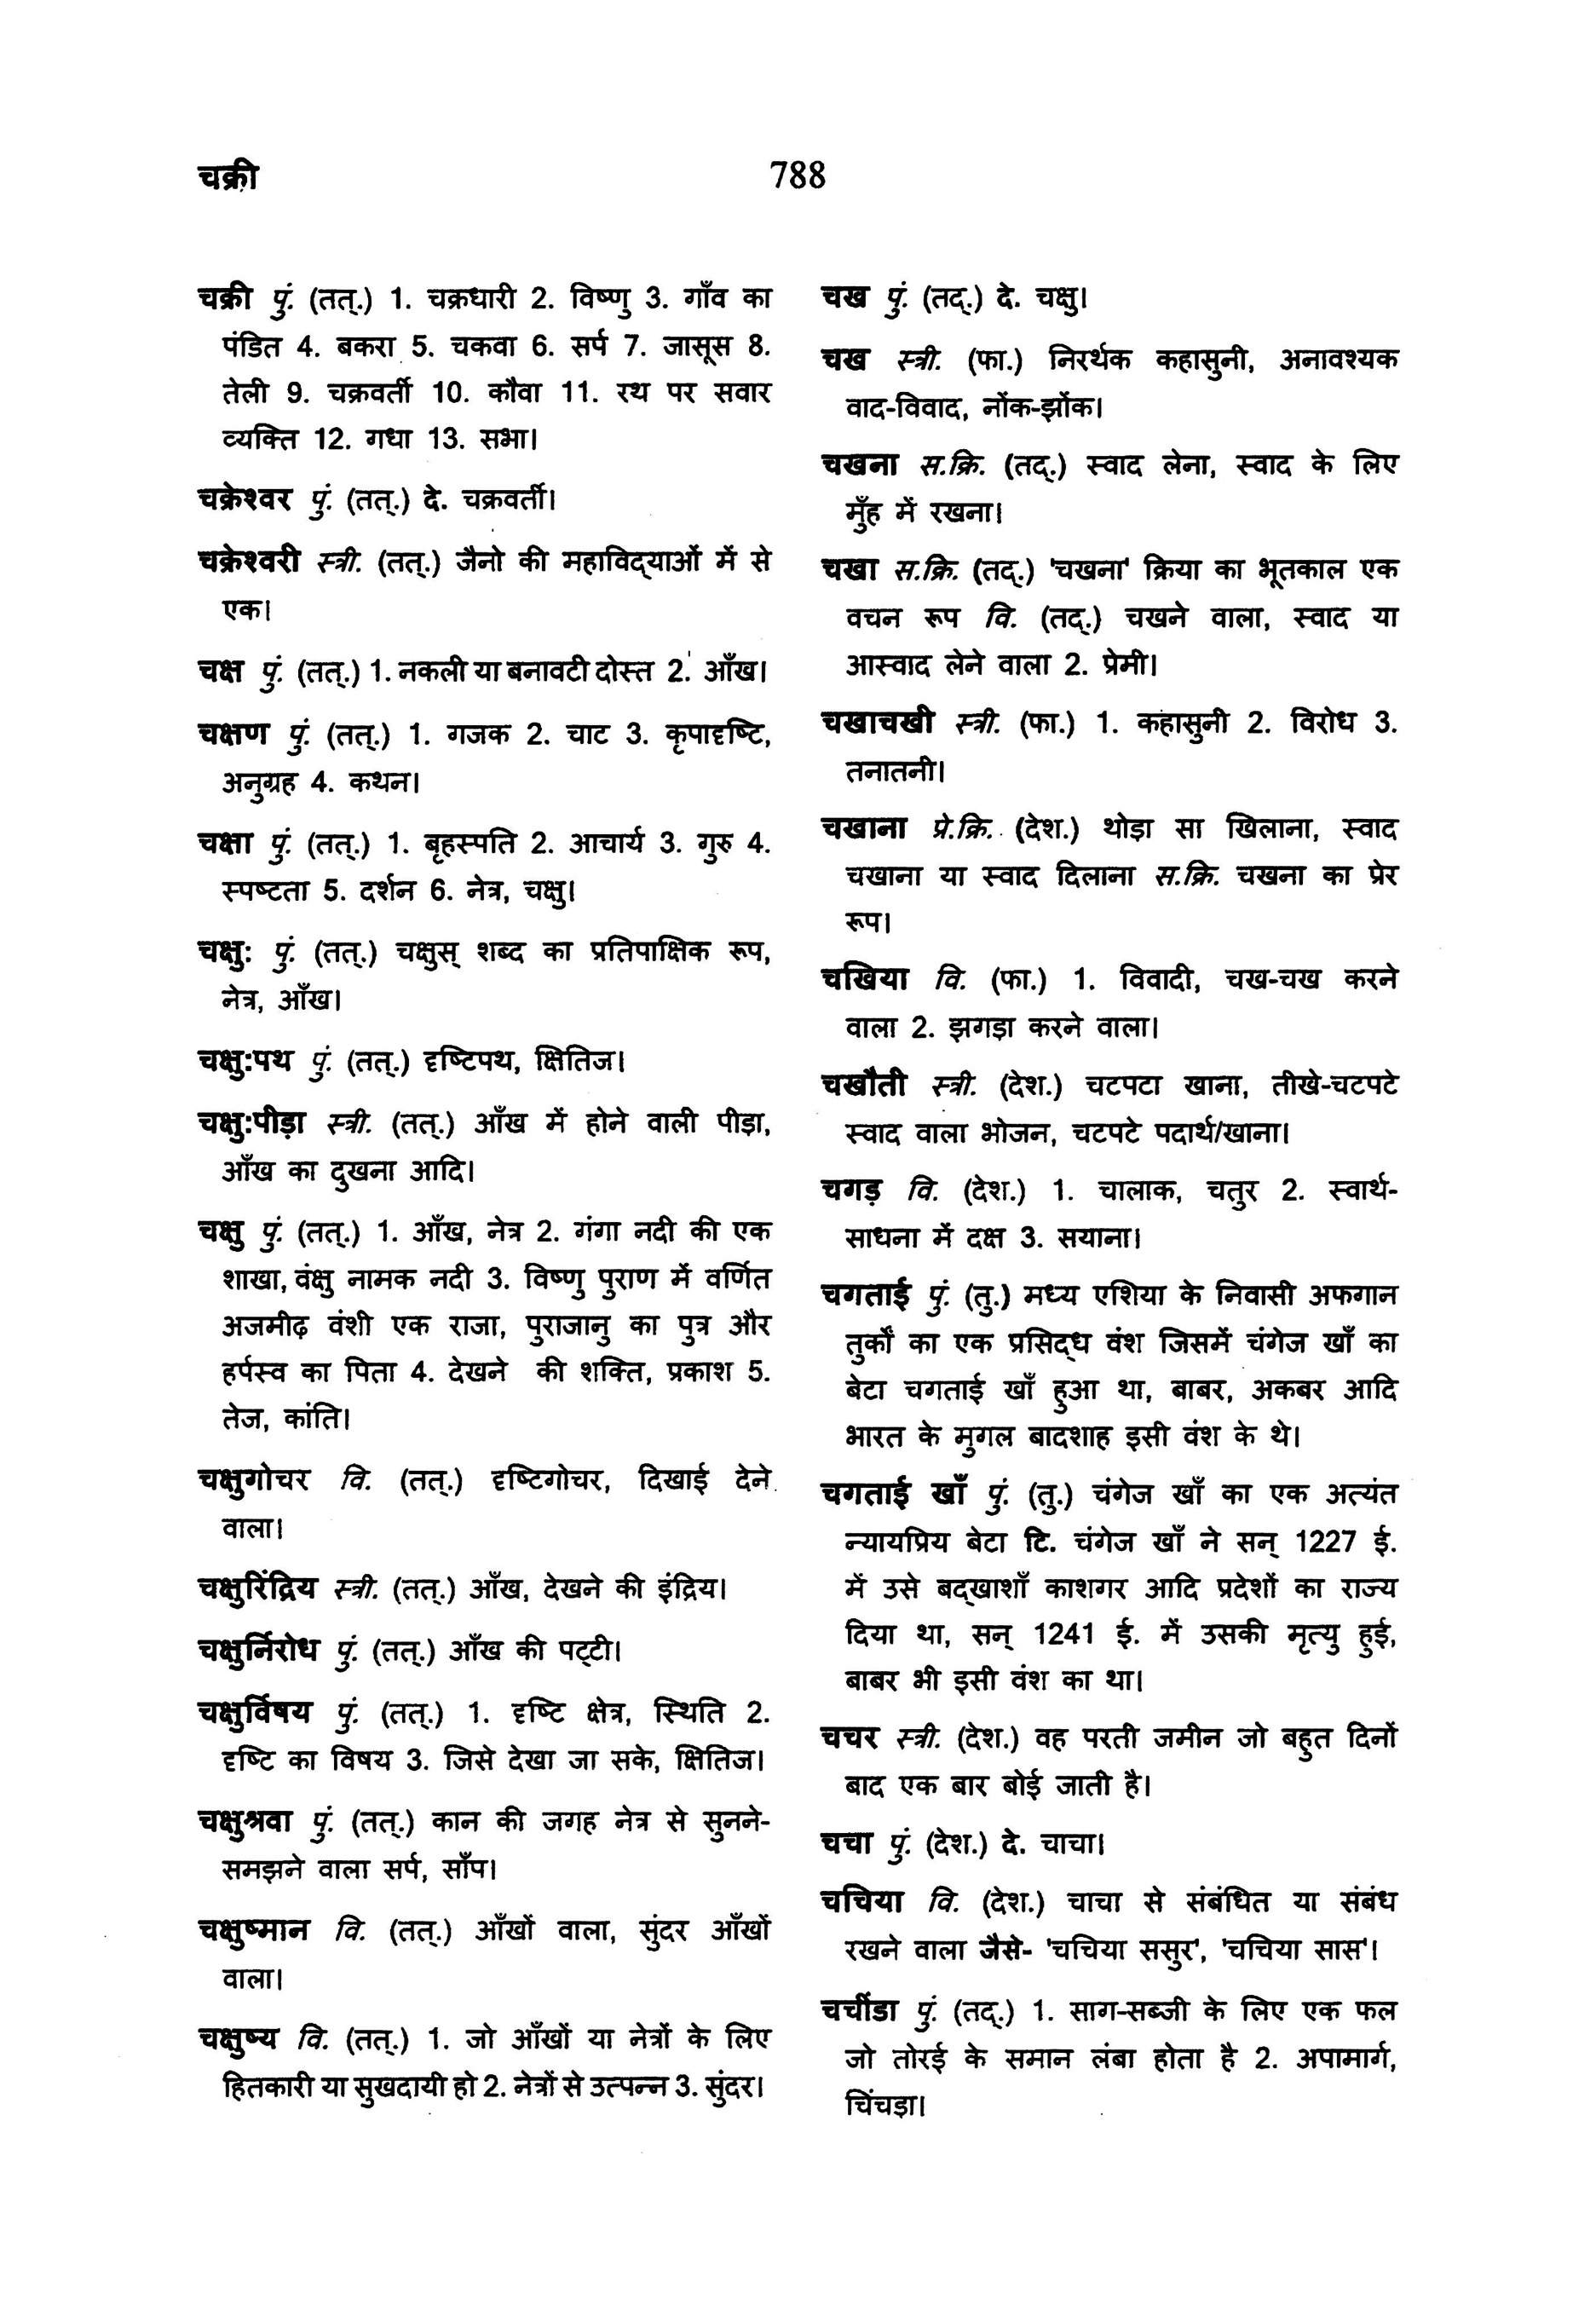 चक्री
788
चक्री पुं. (तत्.) 1. चक्रधारी 2. विष्णु 3. गाँव का
पंडित 4. बकरा 5. चकवा 6. सर्प 7. जासूस 8.
तेली 9. चक्रवर्ती 10. कौवा 11. रथ पर सवार
व्यक्ति 12. गधा 13. सभा।
चक्रेश्वर पुं. (तत्.) दे. चक्रवर्ती।
चक्रेश्वरी स्त्री. (तत्.) जैनो की महाविद्याओं में से
एक।
चक्ष पुं. (तत्.) 1. नकली या बनावटी दोस्त 2. आँख।
चक्षण पुं. (तत्.) 1. गजक 2. चाट 3. कृपादृष्टि,
अनुग्रह 4. कथन।
चक्षा पुं. (तत्.) 1. बृहस्पति 2. आचार्य 3. गुरु 4.
स्पष्टता 5. दर्शन 6. नेत्र, चक्षु।
चक्षु: पुं. (तत्.) चक्षुस् शब्द का प्रतिपाक्षिक रूप,
नेत्र, आँख।
चक्षु:पथ पुं. (तत्.) दृष्टिपथ, क्षितिज।
चक्षु:पीड़ा स्त्री. (तत्.) आँख में होने वाली पीड़ा,
आँख का दुखना आदि।
चक्षु पुं. (तत्.) 1. आँख, नेत्र 2. गंगा नदी की एक
शाखा, वंक्षु नामक नदी 3. विष्णु पुराण में वर्णित
अजमीढ़ वंशी एक राजा, पुराजानु का पुत्र और
हर्पस्व का पिता 4. देखने की शक्ति, प्रकाश 5.
तेज, कांति।
चक्षुगोचर वि. (तत्.) दृष्टिगोचर, दिखाई देने
वाला।
चक्षुरिंद्रिय स्त्री. (तत्.) आँख, देखने की इंद्रिय।
चक्षुर्निरोध पुं. (तत्.) आँख की पट्टी।
चक्षुर्विषय पुं. (तत्.) 1. दृष्टि क्षेत्र, स्थिति 2.
दृष्टि का विषय 3. जिसे देखा जा सके, क्षितिज।
चक्षुश्रवा पुं. (तत्.) कान की जगह नेत्र से सुनने-
समझने वाला सर्प, साँप।
चक्षुष्मान वि. (तत्.) आँखों वाला, सुंदर आँखों
वाला।
चक्षुष्य वि. (तत्.) 1. जो आँखों या नेत्रों के लिए
हितकारी या सुखदायी हो 2. नेत्रों से उत्पन्न 3. सुंदर।
चख पुं. (तद्.) दे. चक्षु।
चख स्त्री. (फा.) निरर्थक कहासुनी, अनावश्यक
वाद-विवाद, नोंक-झोंक।
चखना स.क्रि. (तद्.) स्वाद लेना, स्वाद के लिए
मुँह में रखना।
चखा स.क्रि. (तद्.) 'चखना' क्रिया का भूतकाल एक
वचन रूप वि. (तद्.) चखने वाला, स्वाद या
आस्वाद लेने वाला 2. प्रेमी।
चखाचखी स्त्री. (फा.) 1. कहासुनी 2. विरोध 3.
तनातनी।
चखाना प्रे.क्रि. (देश.) थोड़ा सा खिलाना, स्वाद
चखाना या स्वाद दिलाना स.क्रि. चखना का प्रेर
रूप।
चखिया वि. (फा.) 1. विवादी, चख-चख करने
वाला 2. झगड़ा करने वाला।
चखौती स्त्री. (देश.) चटपटा खाना, तीखे-चटपटे
स्वाद वाला भोजन, चटपटे पदार्थ/खाना।
चगड़ वि. (देश.) 1. चालाक, चतुर 2. स्वार्थ-
साधना में दक्ष 3. सयाना।
चगताई पुं. (तु.) मध्य एशिया के निवासी अफगान
तुर्कों का एक प्रसिद्ध वंश जिसमें चंगेज खाँ का
बेटा चगताई खाँ हुआ था, बाबर, अकबर आदि
भारत के मुगल बादशाह इसी वंश के थे।
चगताई खाँ पुं. (तु.) चंगेज खाँ का एक अत्यंत
न्यायप्रिय बेटा टि. चंगेज खाँ ने सन् 1227 ई.
में उसे बद्खाशाँ काशगर आदि प्रदेशों का राज्य
दिया था, सन् 1241 ई. में उसकी मृत्यु हुई,
बाबर भी इसी वंश का था।
चचर स्त्री. (देश.) वह परती जमीन जो बहुत दिनों
बाद एक बार बोई जाती है।
चचा पुं. (देश.) दे. चाचा।
चचिया वि. (देश.) चाचा से संबंधित या संबंध
रखने वाला जैसे- 'चचिया ससुर', 'चचिया सास'।
चचींडा पुं. (तद्.) 1. साग-सब्जी के लिए एक फल
जो तोरई के समान लंबा होता है 2. अपामार्ग,
चिंचड़ा।